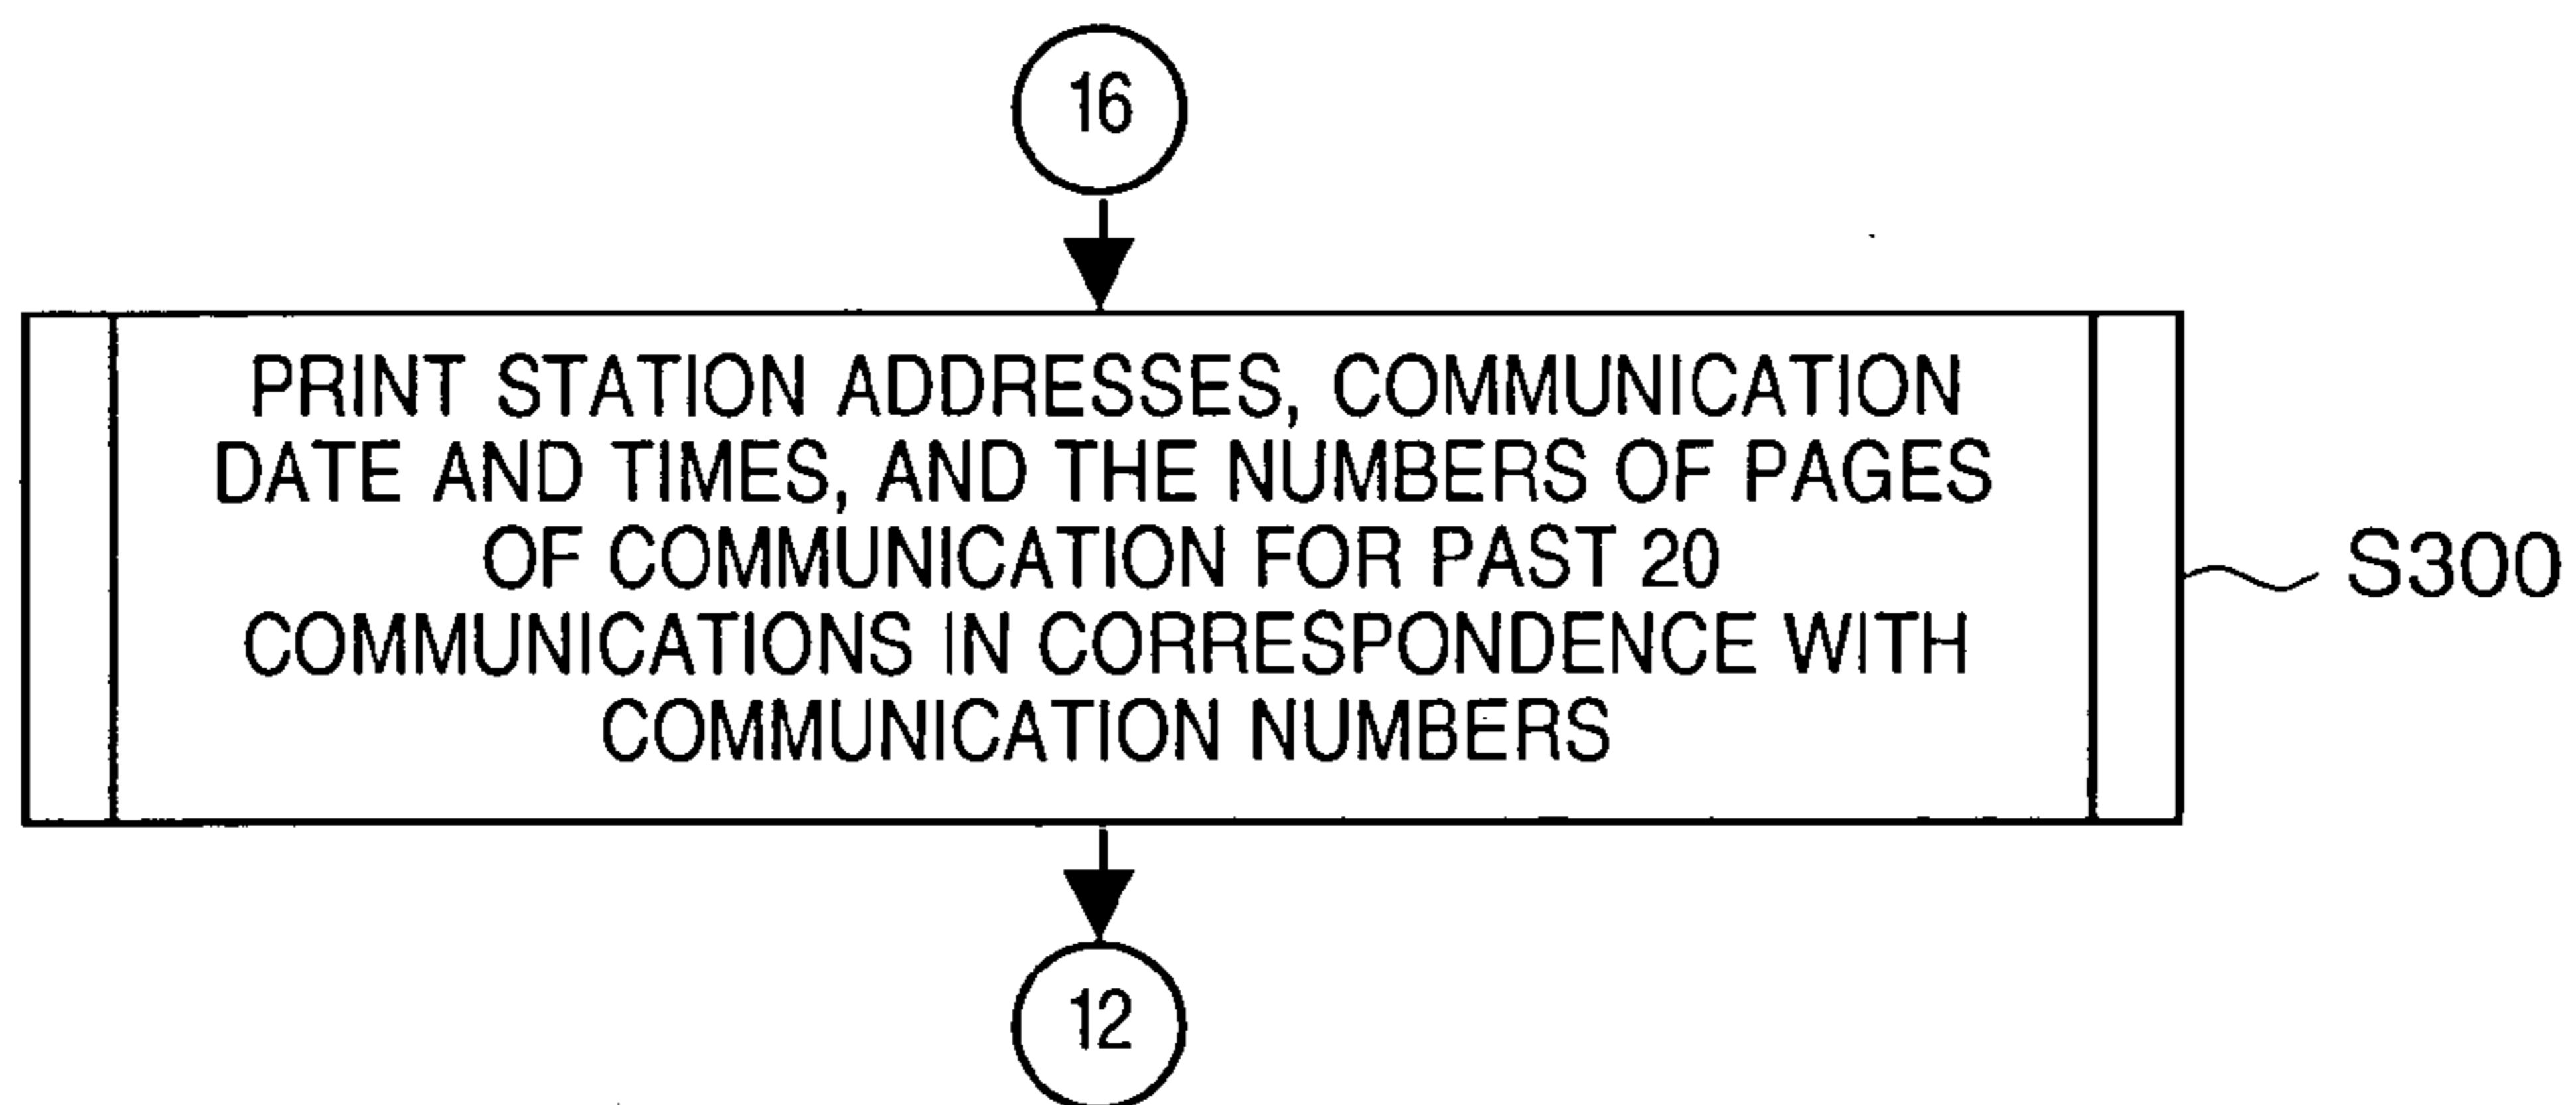 16
PRINT STATION ADDRESSES, COMMUNICATION
DATE AND TIMES, AND THE NUMBERS OF PAGES
OF COMMUNICATION FOR PAST 20
COMMUNICATIONS IN CORRESPONDENCE WITH
COMMUNICATION NUMBERS
S300
12